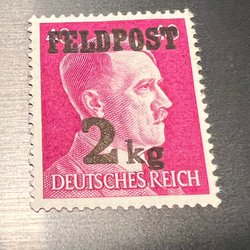 FELDPOST
2 kg
DEUTSCHES REICH